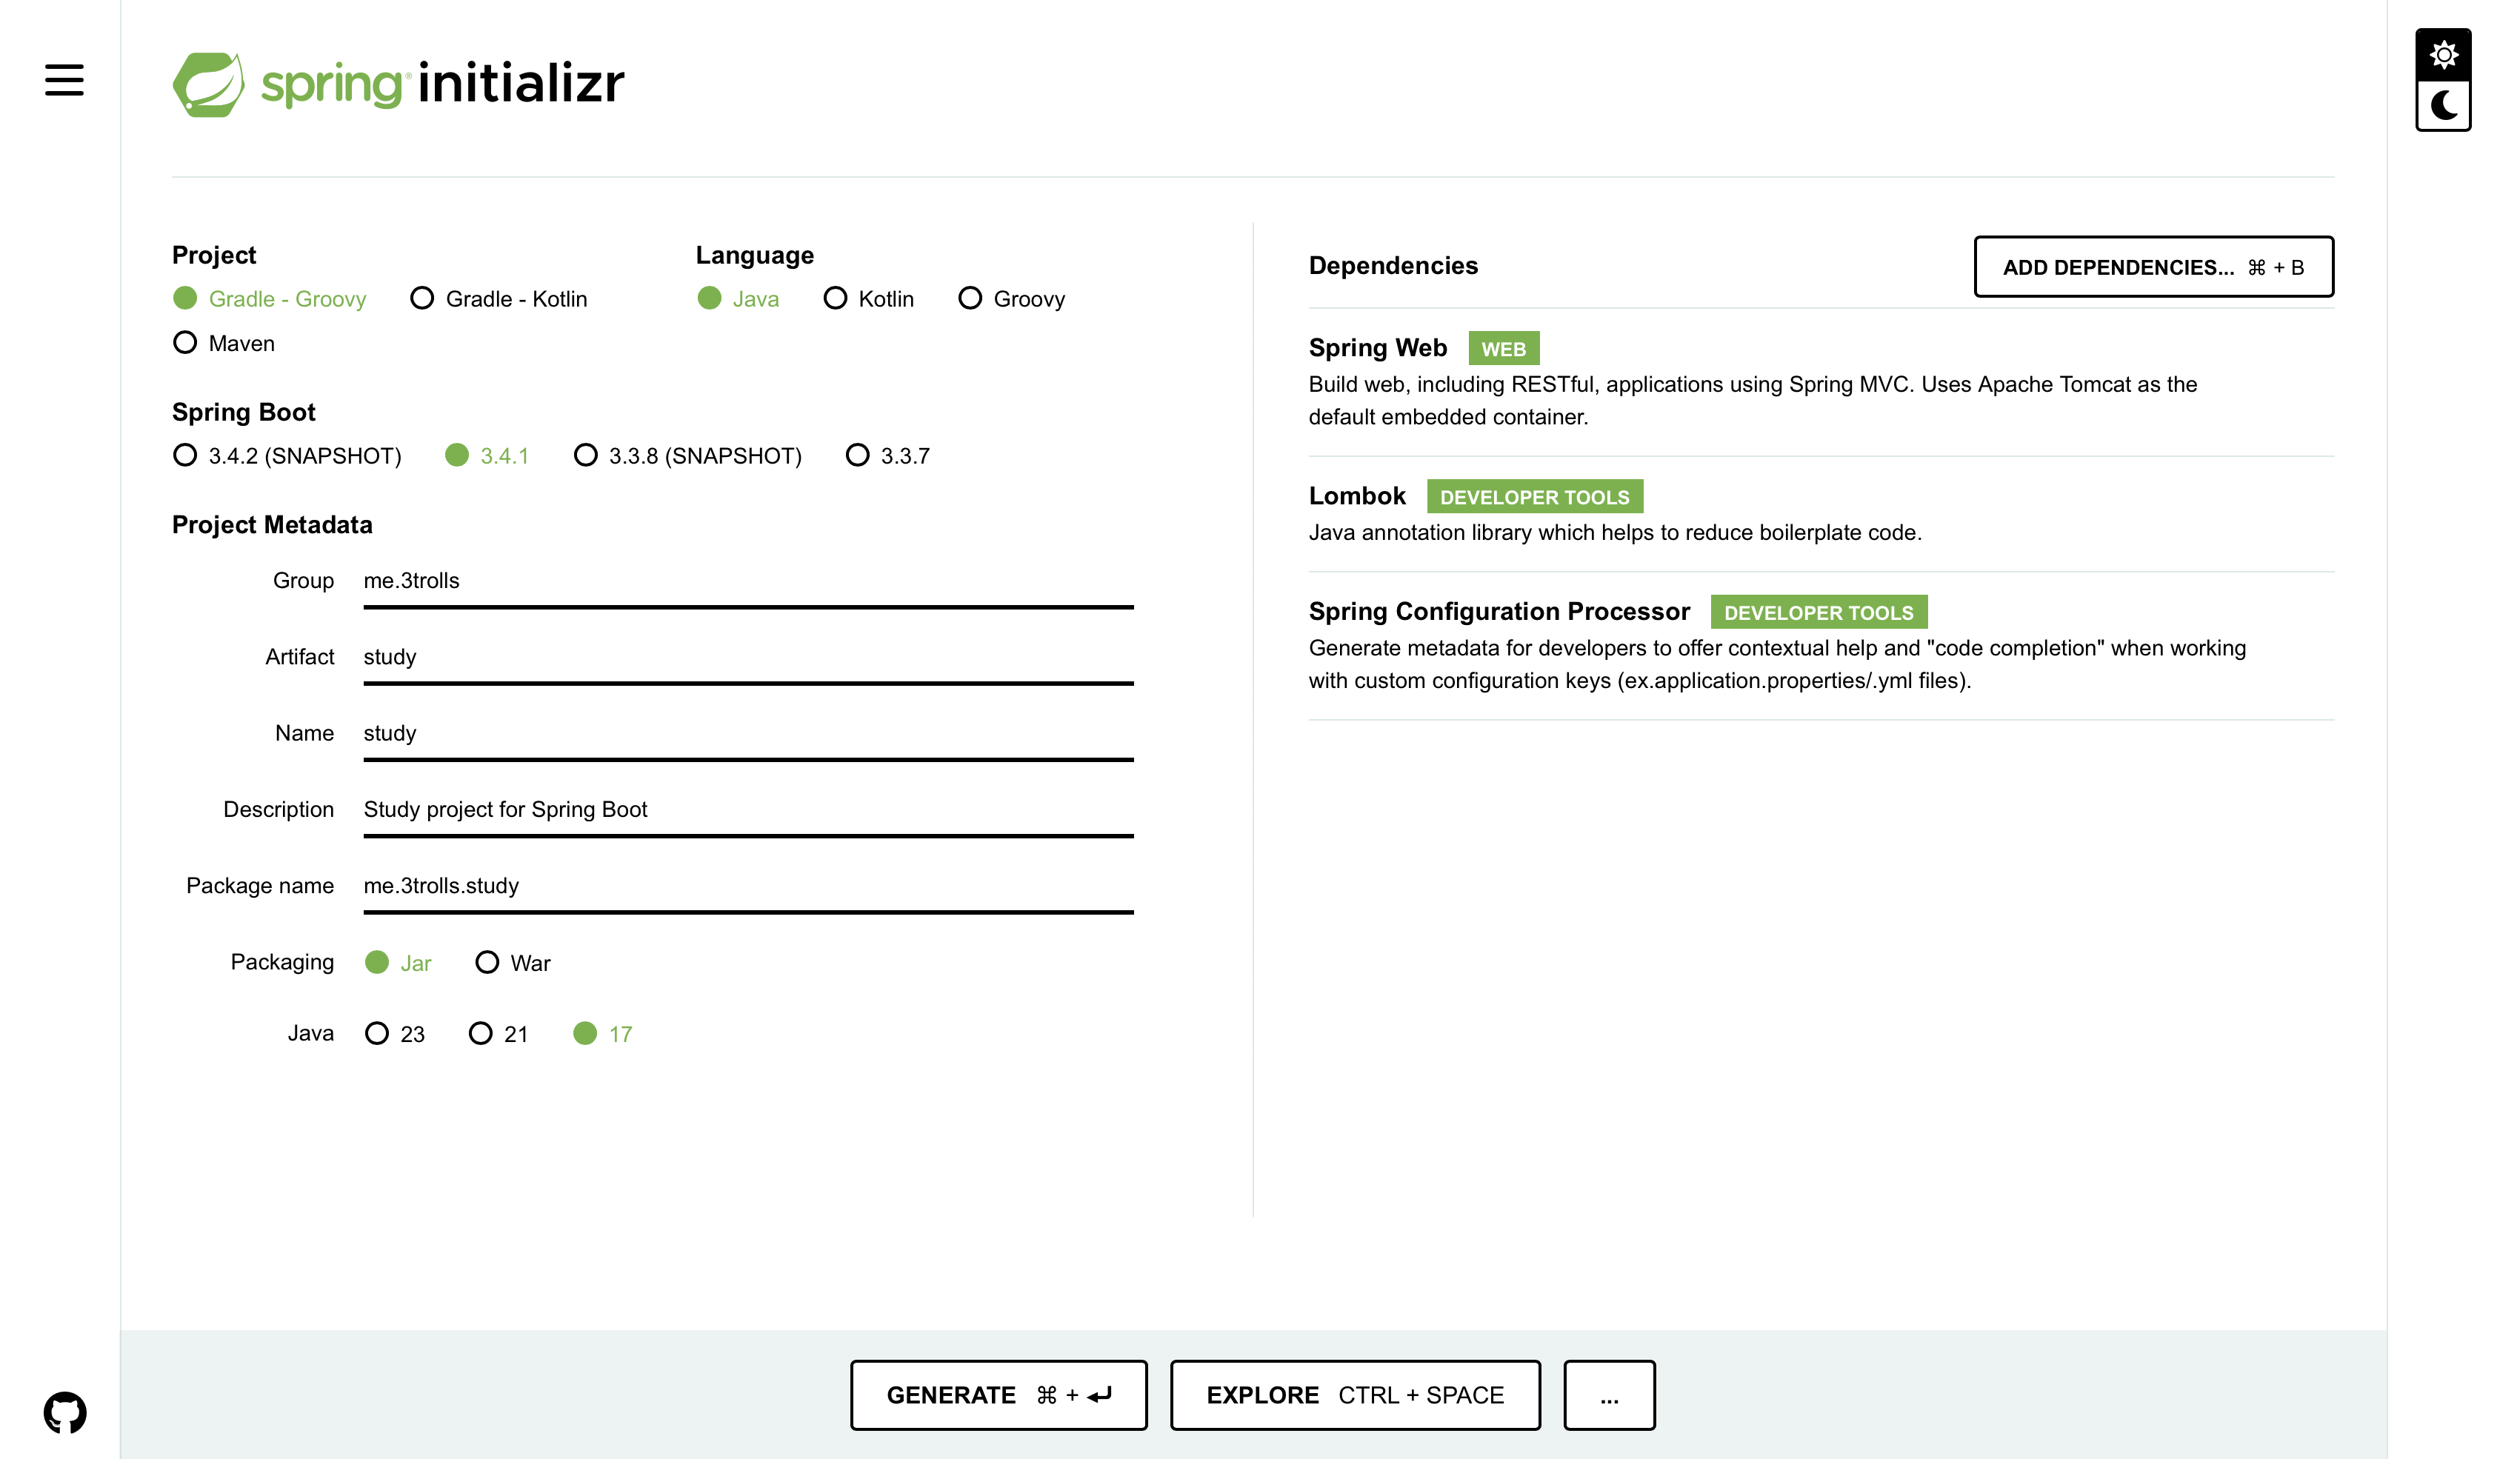 spring initializr
Project
Gradle - Groovy Gradle - Kotlin
Maven
Language
Java Kotlin Groovy
Spring Boot
3.4.2 (SNAPSHOT) 3.4.1 3.3.8 (SNAPSHOT) 3.3.7
Project Metadata
Group me.3trolls
Artifact study
Name study
Description Study project for Spring Boot
Package name me.3trolls.study
Packaging Jar War
Java 23 21 17
Dependencies ADD DEPENDENCIES... ⌘ + B
Spring Web WEB
Build web, including RESTful, applications using Spring MVC. Uses Apache Tomcat as the
default embedded container.
Lombok DEVELOPER TOOLS
Java annotation library which helps to reduce boilerplate code.
Spring Configuration Processor DEVELOPER TOOLS
Generate metadata for developers to offer contextual help and "code completion" when working
with custom configuration keys (ex.application.properties/.yml files).
GENERATE ⌘ + ↵ EXPLORE CTRL + SPACE ...